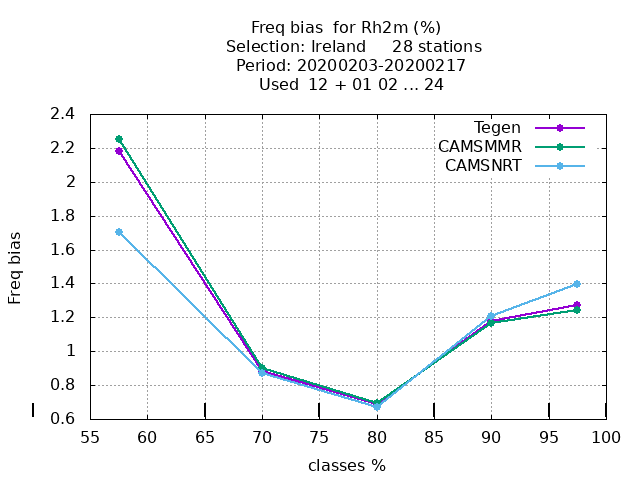 Freq bias  for Rh2m (%)
Selection: Ireland     28 stations
Period: 20200203-20200217
Used  12 + 01 02 ... 24
Tegen
CAMSMMR
CAMSNRT
Freq bias
2.4
2.2
2
1.8
1.6
1.4
1.2
1
0.8
0.6
55 60 65 70 75 80 85 90 95 100
classes %